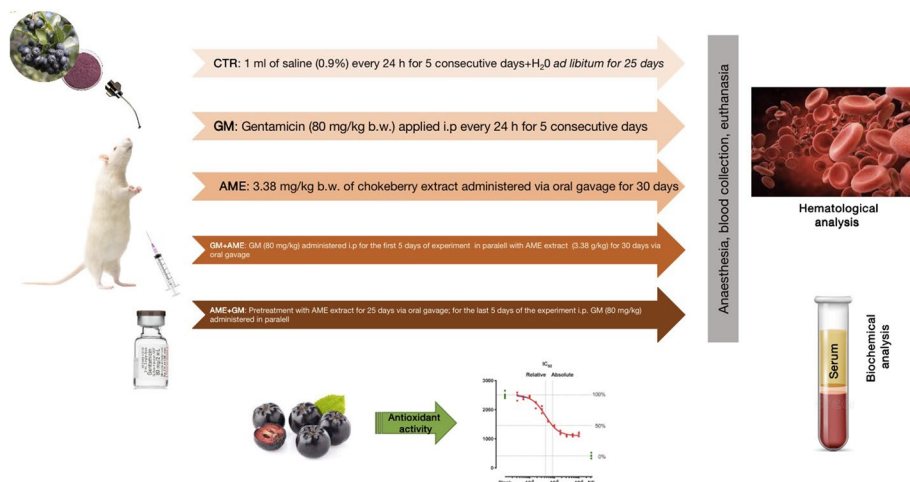 CTR: 1 ml of saline (0.9%) every 24 h for 5 consecutive days+H₂0 ad libitum for 25 days
GM: Gentamicin (80 mg/kg b.w.) applied i.p every 24 h for 5 consecutive days
AME: 3.38 mg/kg b.w. of chokeberry extract administered via oral gavage for 30 days
GM+AME: GM (80 mg/kg) administered i.p for the first 5 days of experiment in paralell with AME extract (3.38 g/kg) for 30 days via
oral gavage
AME+GM: Pretreatment with AME extract for 25 days via oral gavage; for the last 5 days of the experiment i.p. GM (80 mg/kg)
administered in paralell
Anaesthesia, blood collection, euthanasia
Hematological
analysis
Serum
Biochemical
analysis
Gentamicin
Antioxidant
activity
IC₅₀
Relative Absolute
3000
2000
1000
0
100%
50%
0%